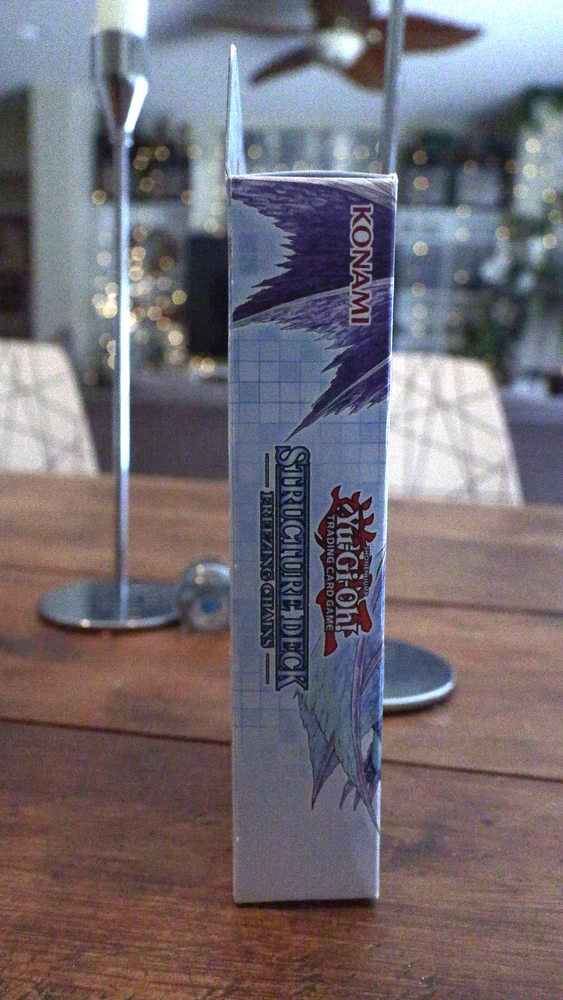 KONAMI
Yu-Gi-Oh!
TRADING CARD GAME
STRUCTURE DECK
FREEZING CHAINS